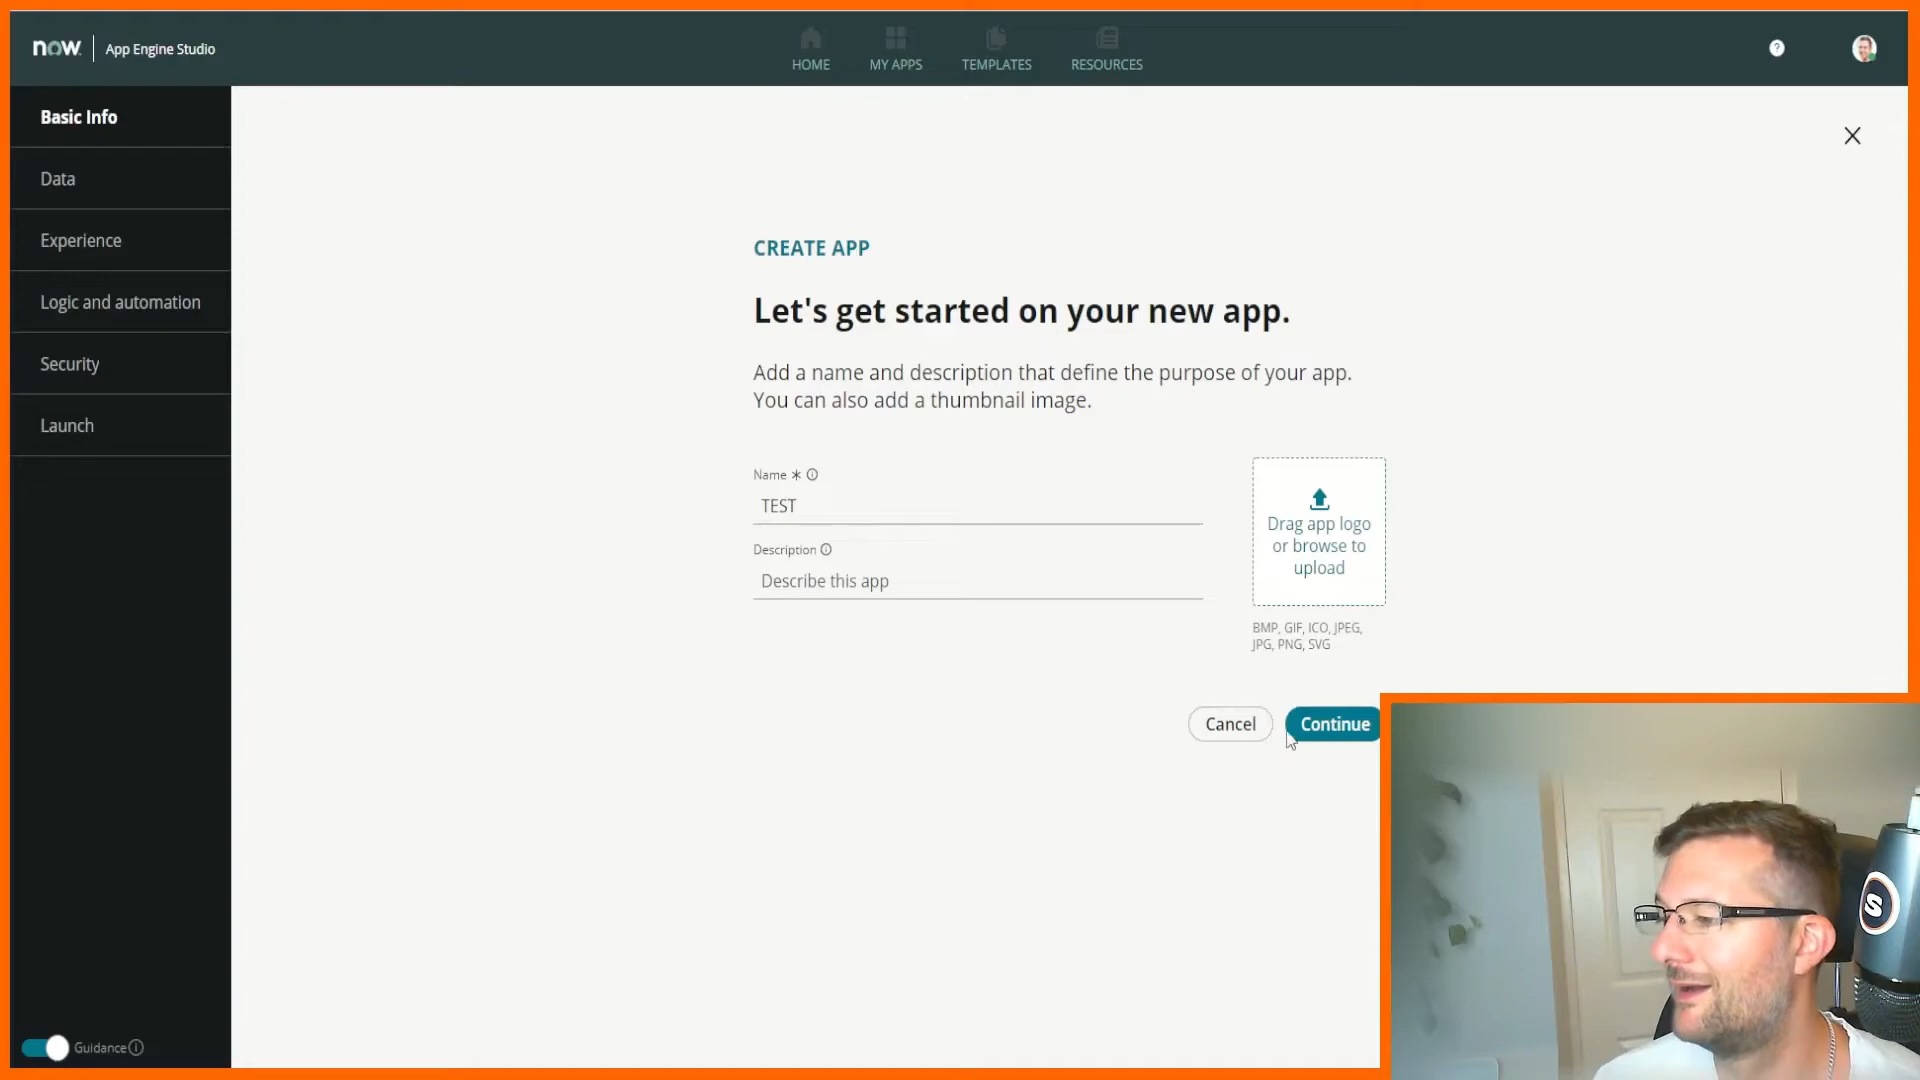 now. App Engine Studio
HOME
MY APPS
TEMPLATES
RESOURCES
?
Basic Info
Data
Experience
Logic and automation
Security
Launch
CREATE APP
Let's get started on your new app.
Add a name and description that define the purpose of your app.
You can also add a thumbnail image.
Name *
TEST
Description
Describe this app
Drag app logo
or browse to
upload
BMP, GIF, ICO, JPEG,
JPG, PNG, SVG
Cancel
Continue
S
Guidance